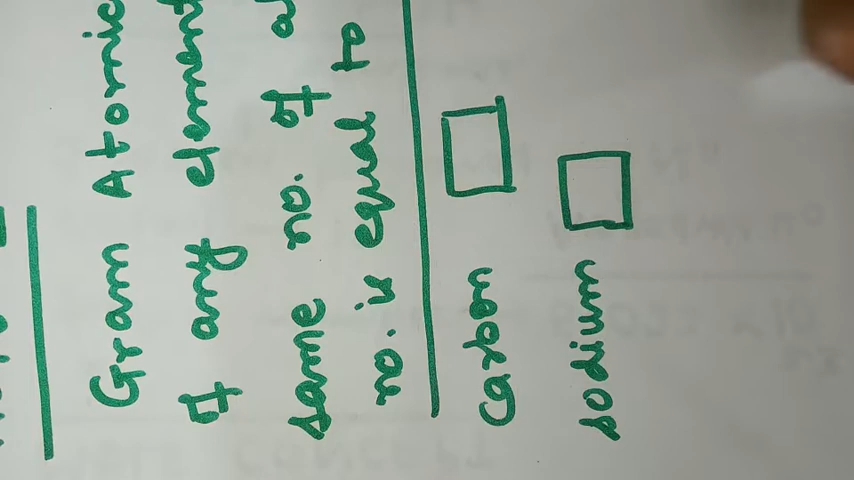 Gram Atomic
of any element
same no. of a
no. is equal to
carbon
sodium